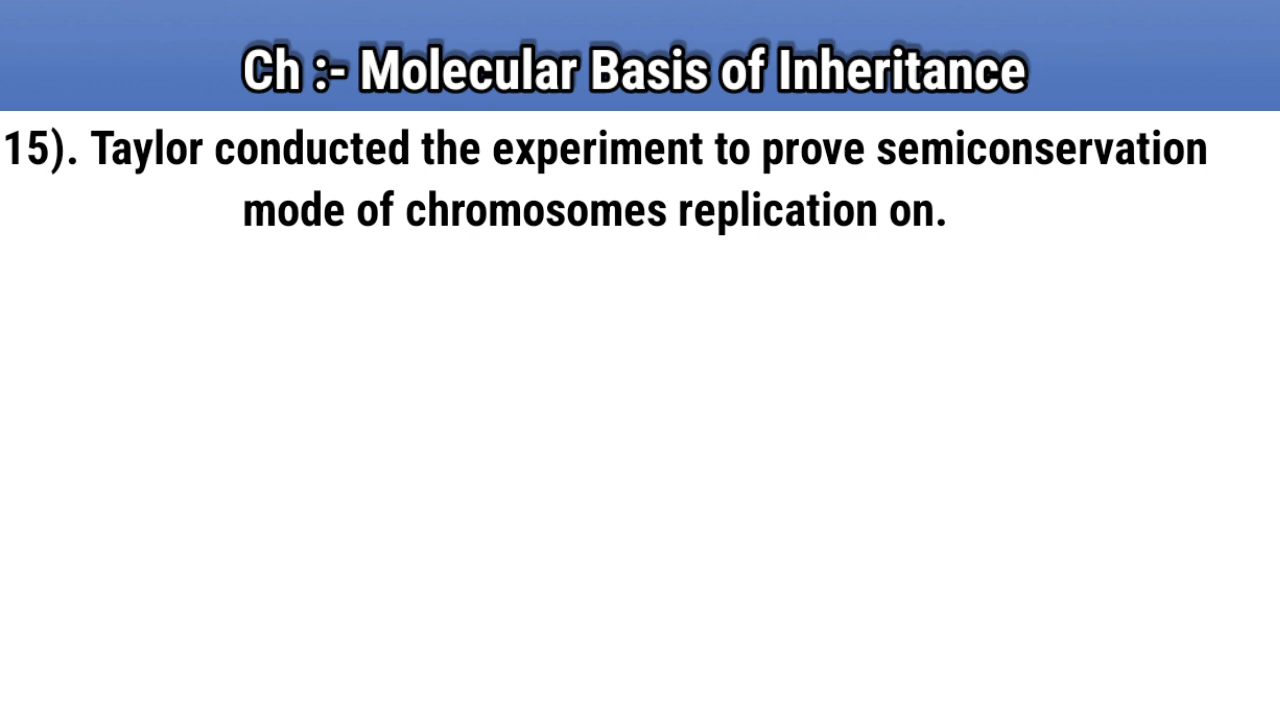 Ch :- Molecular Basis of Inheritance
15). Taylor conducted the experiment to prove semiconservation
mode of chromosomes replication on.